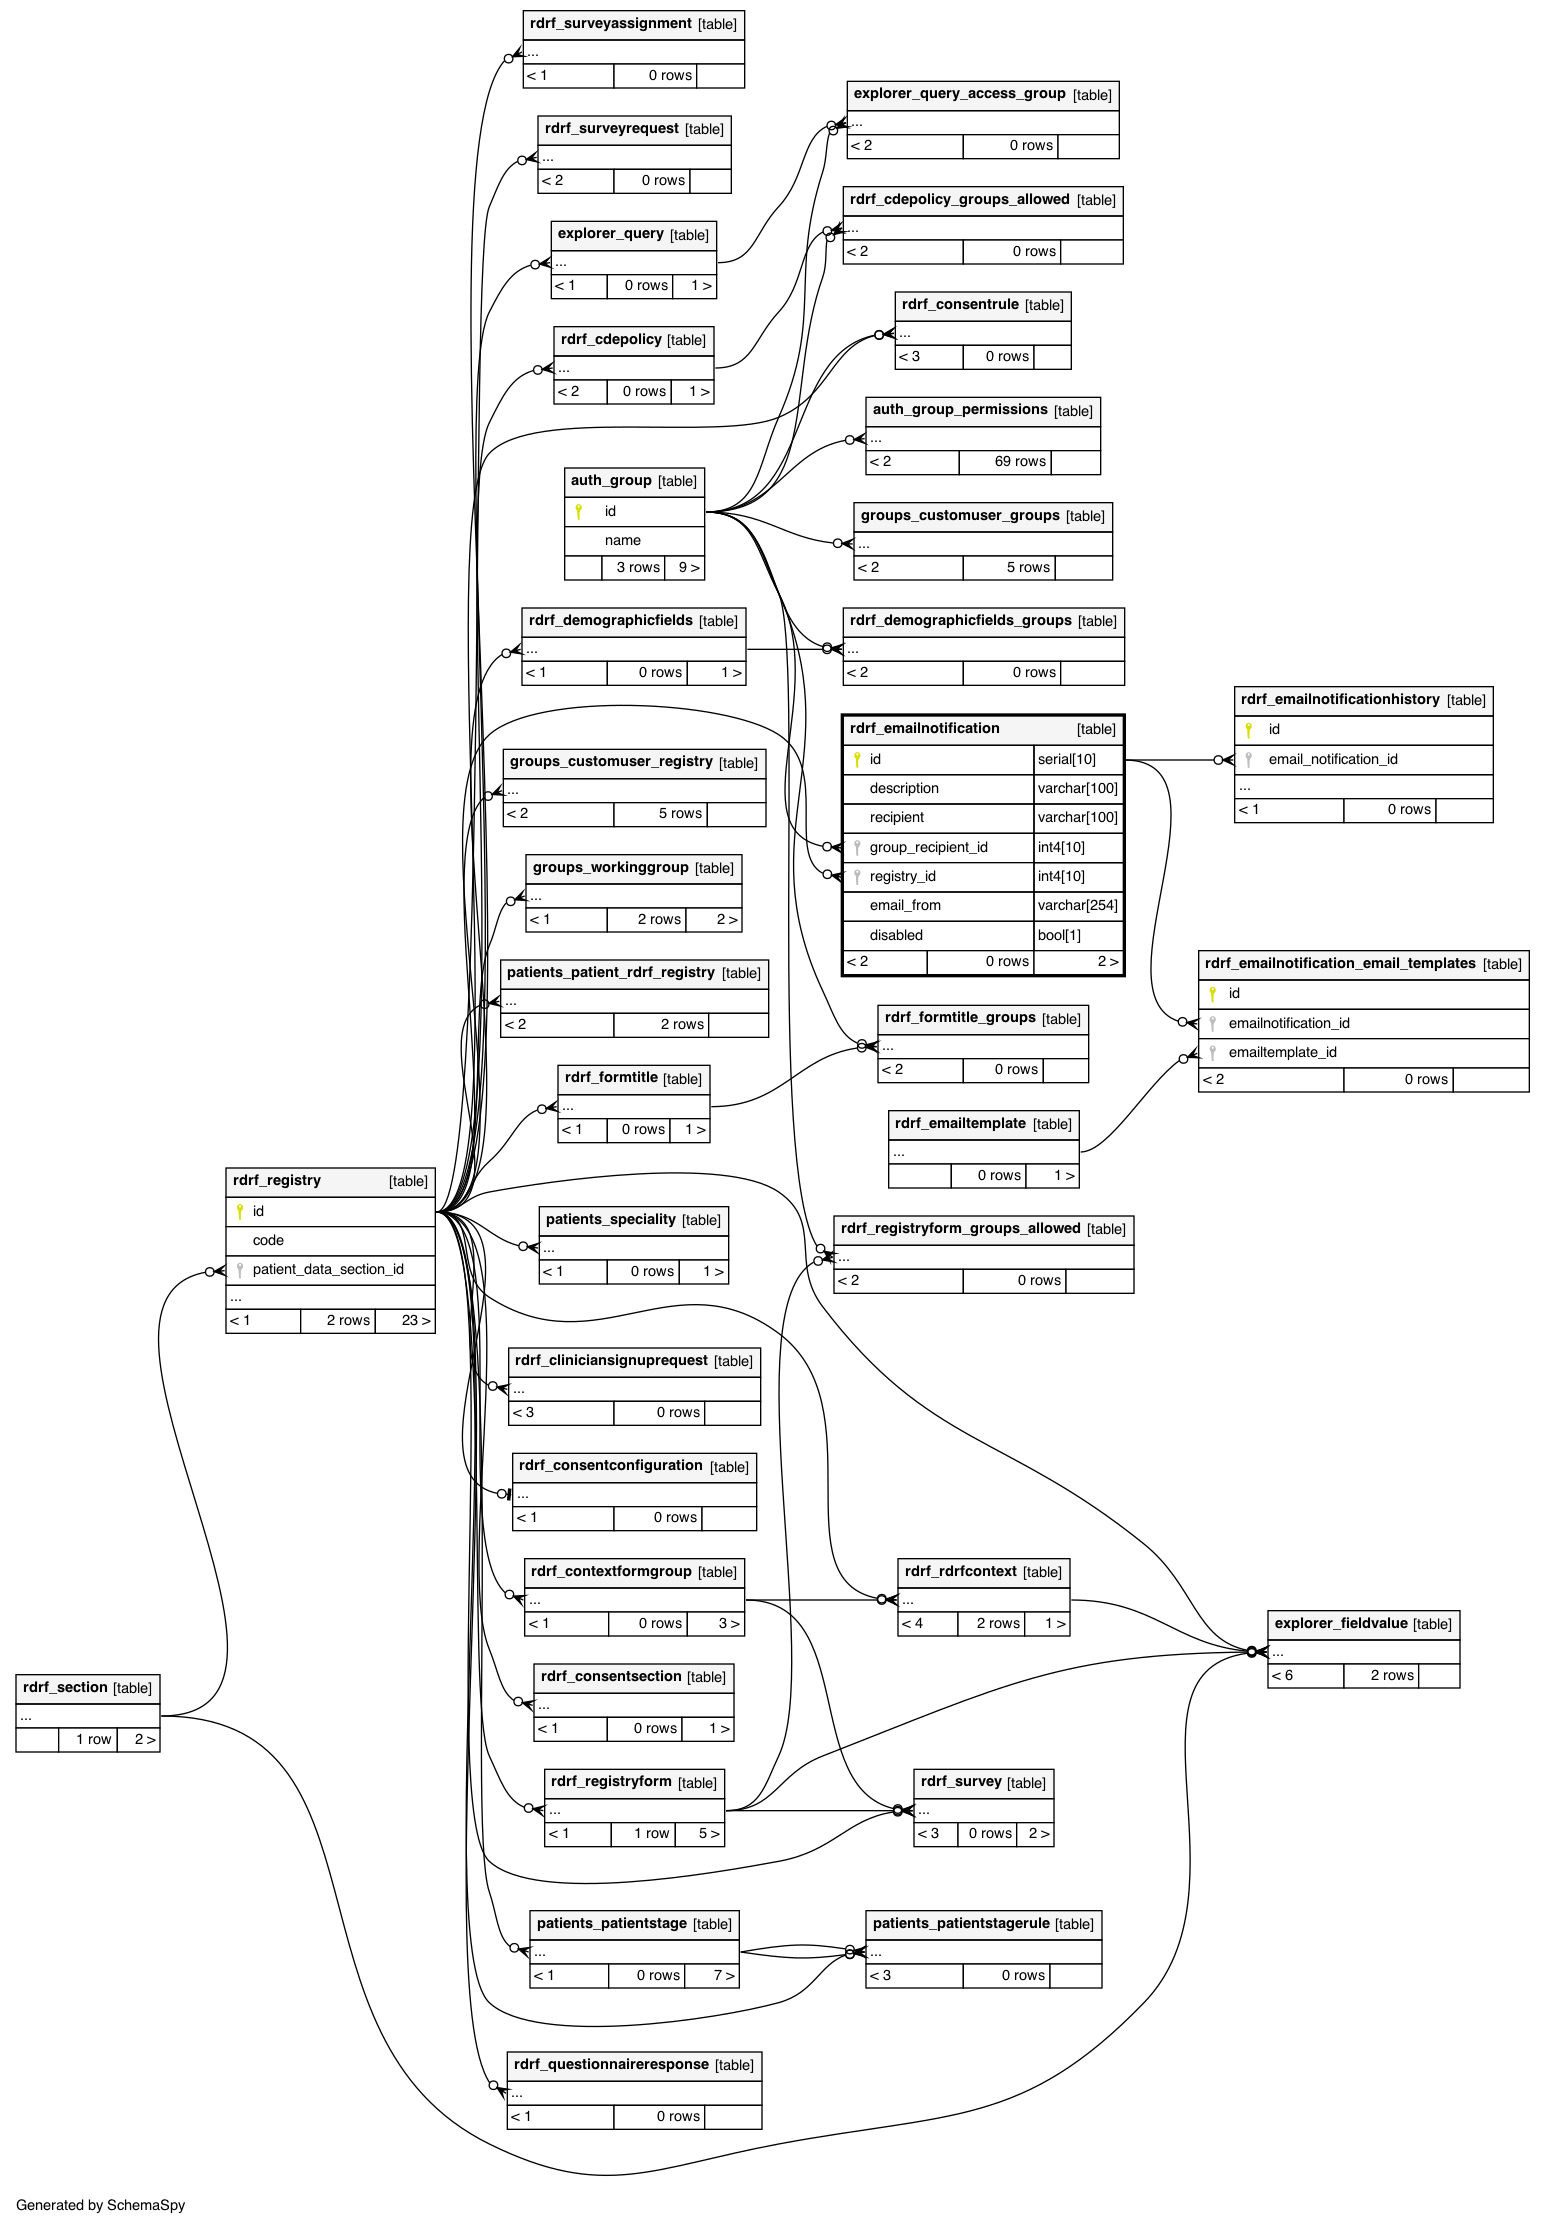 rdrf_surveyassignment [table]
...
< 1 0 rows
explorer_query_access_group [table]
...
< 2 0 rows
rdrf_surveyrequest [table]
...
< 2 0 rows
rdrf_cdepolicy_groups_allowed [table]
...
< 2 0 rows
explorer_query [table]
...
< 1 0 rows 1 >
rdrf_consentrule [table]
...
< 3 0 rows
rdrf_cdepolicy [table]
...
< 2 0 rows 1 >
auth_group_permissions [table]
...
< 2 69 rows
auth_group [table]
id
name
3 rows 9 >
groups_customuser_groups [table]
...
< 2 5 rows
rdrf_demographicfields [table]
...
< 1 0 rows 1 >
rdrf_demographicfields_groups [table]
...
< 2 0 rows
rdrf_emailnotification [table]
id serial[10]
description varchar[100]
recipient varchar[100]
group_recipient_id int4[10]
registry_id int4[10]
email_from varchar[254]
disabled bool[1]
< 2 0 rows 2 >
rdrf_emailnotificationhistory [table]
id
email_notification_id
...
< 1 0 rows
groups_customuser_registry [table]
...
< 2 5 rows
groups_workinggroup [table]
...
< 1 2 rows 2 >
patients_patient_rdrf_registry [table]
...
< 2 2 rows
rdrf_emailnotification_email_templates [table]
id
emailnotification_id
emailtemplate_id
< 2 0 rows
rdrf_formtitle_groups [table]
...
< 2 0 rows
rdrf_formtitle [table]
...
< 1 0 rows 1 >
rdrf_emailtemplate [table]
...
0 rows 1 >
rdrf_registry [table]
id
code
patient_data_section_id
...
< 1 2 rows 23 >
patients_speciality [table]
...
< 1 0 rows 1 >
rdrf_registryform_groups_allowed [table]
...
< 2 0 rows
rdrf_cliniciansignuprequest [table]
...
< 3 0 rows
rdrf_consentconfiguration [table]
...
< 1 0 rows
rdrf_contextformgroup [table]
...
< 1 0 rows 3 >
rdrf_rdrfcontext [table]
...
< 4 2 rows 1 >
explorer_fieldvalue [table]
...
< 6 2 rows
rdrf_section [table]
...
1 row 2 >
rdrf_consentsection [table]
...
< 1 0 rows 1 >
rdrf_registryform [table]
...
< 1 1 row 5 >
rdrf_survey [table]
...
< 3 0 rows 2 >
patients_patientstage [table]
...
< 1 0 rows 7 >
patients_patientstagerule [table]
...
< 3 0 rows
rdrf_questionnaireresponse [table]
...
< 1 0 rows
Generated by SchemaSpy